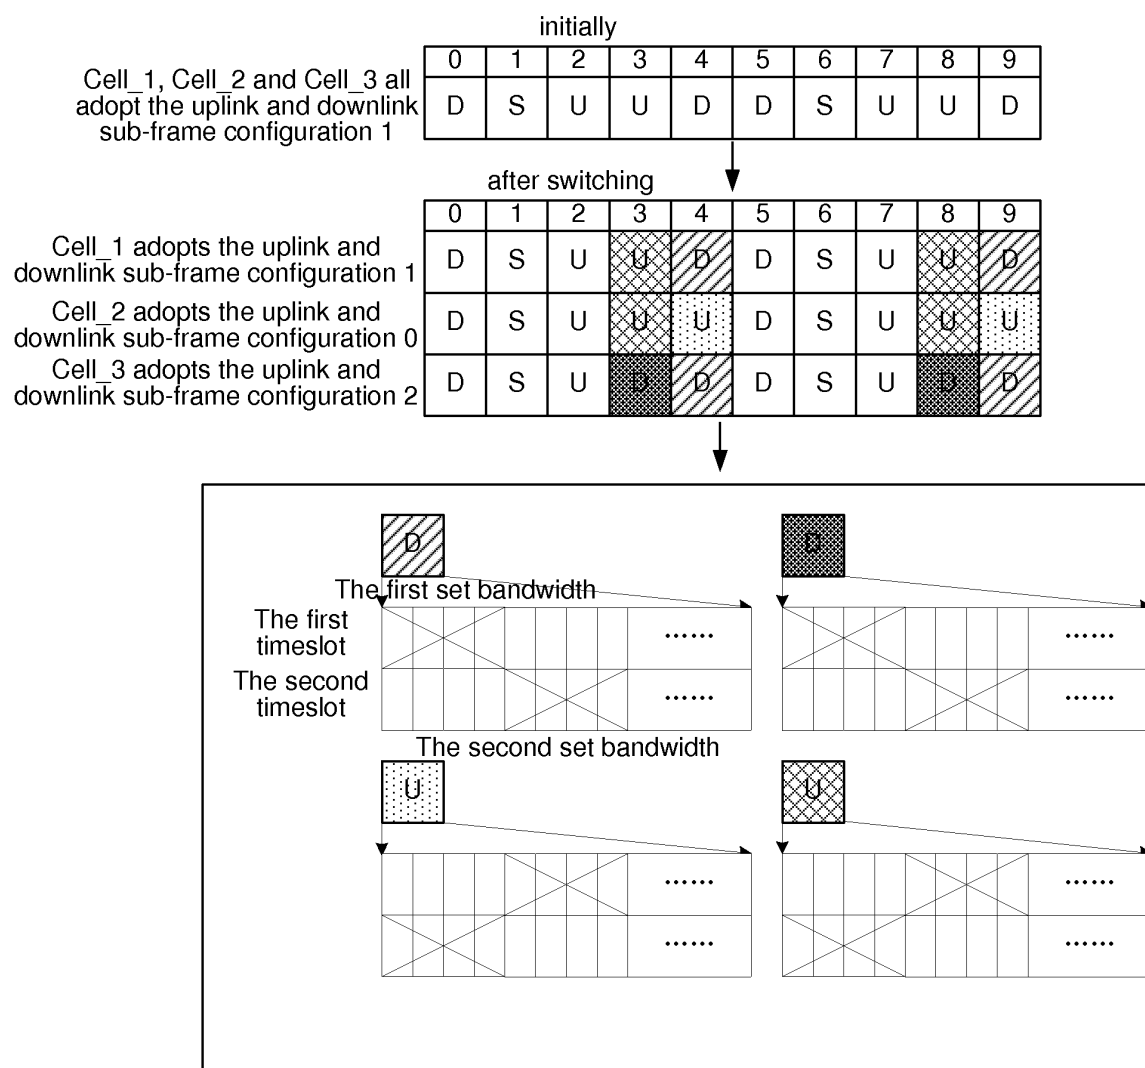 initially
0 1 2 3 4 5 6 7 8 9
Cell_1, Cell_2 and Cell_3 all
adopt the uplink and downlink
sub-frame configuration 1
D S U U D D S U U D
after switching
0 1 2 3 4 5 6 7 8 9
Cell_1 adopts the uplink and
downlink sub-frame configuration 1
D S U U D D S U U D
Cell_2 adopts the uplink and
downlink sub-frame configuration 0
D S U U U D S U U U
Cell_3 adopts the uplink and
downlink sub-frame configuration 2
D S U D D D S U D D
D D
The first set bandwidth
The first
timeslot
...... ......
The second
timeslot
...... ......
The second set bandwidth
U U
...... ......
...... ......